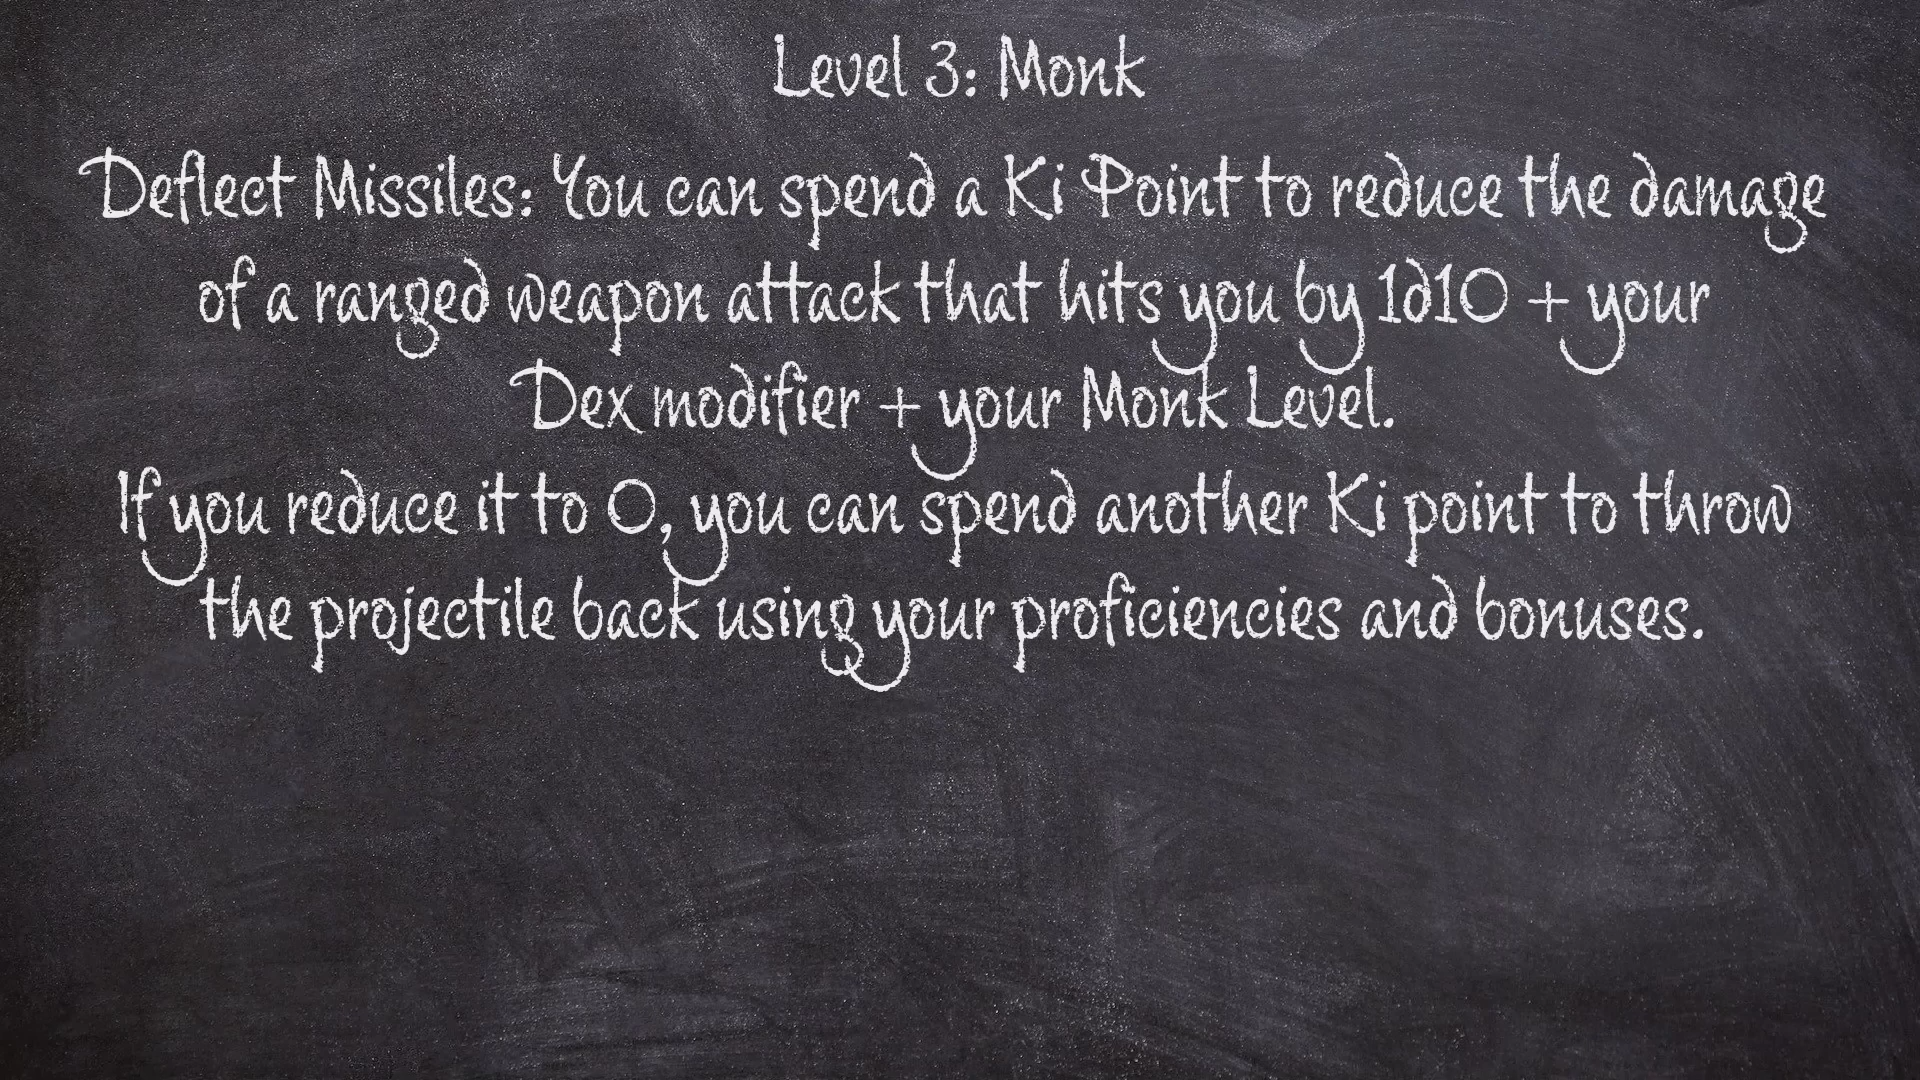 Level 3: Monk
Deflect Missiles: You can spend a Ki Point to reduce the damage
of a ranged weapon attack that hits you by 1d10 + your
Dex modifier + your Monk Level.
If you reduce it to 0, you can spend another Ki point to throw
the projectile back using your proficiencies and bonuses.